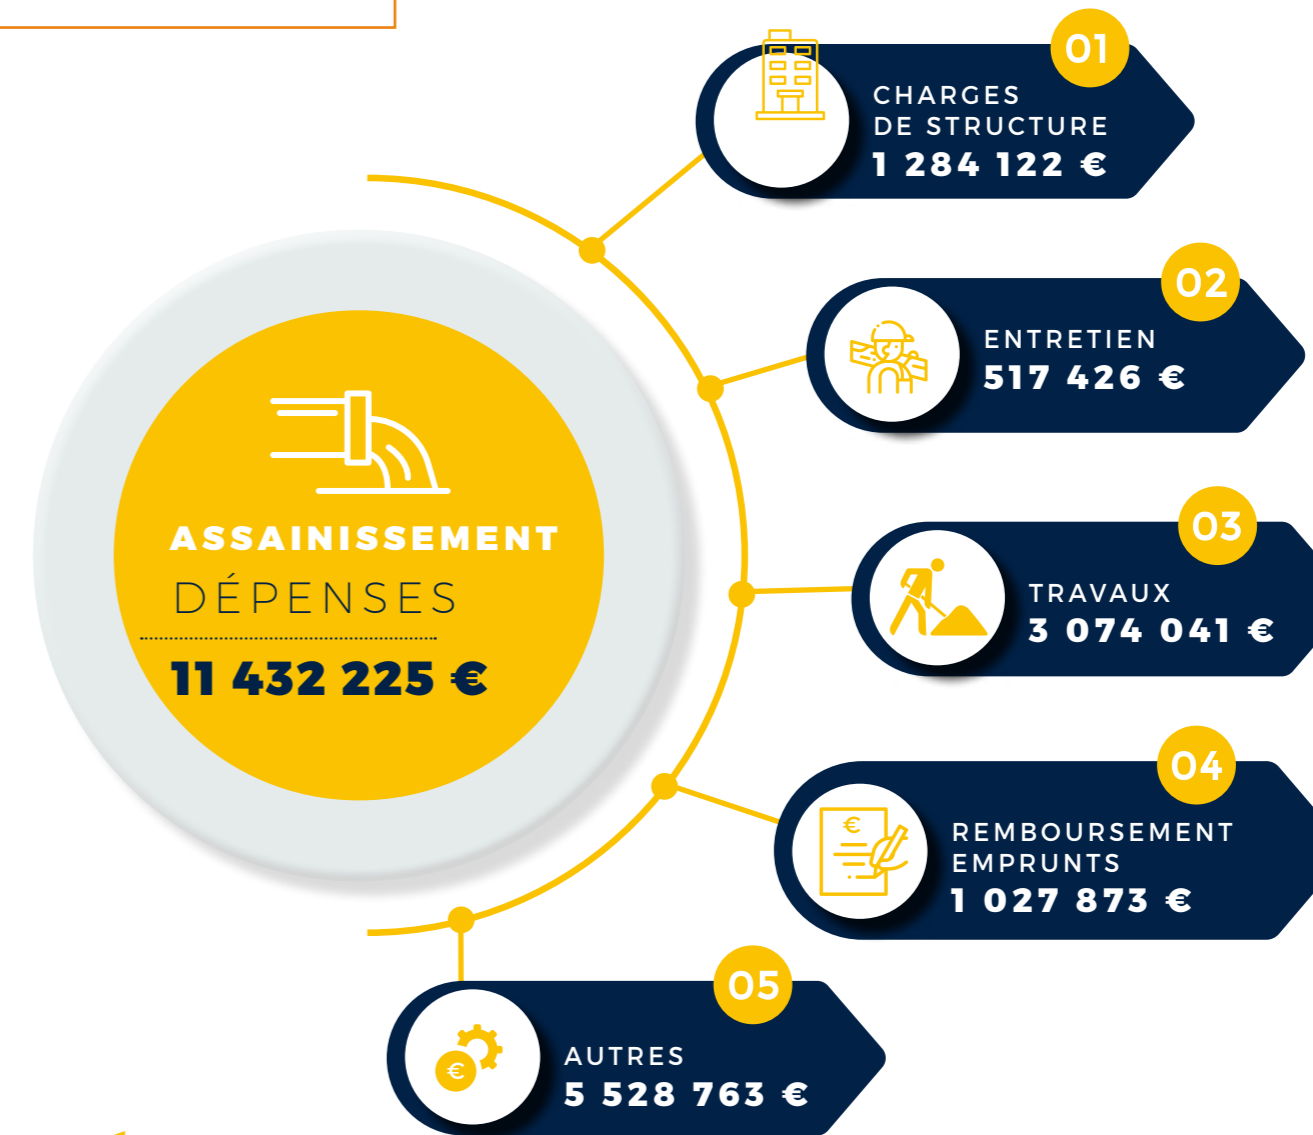 ASSAINISSEMENT
DÉPENSES
11 432 225 €
01
CHARGES
DE STRUCTURE
1 284 122 €
02
ENTRETIEN
517 426 €
03
TRAVAUX
3 074 041 €
04
€
REMBOURSEMENT
EMPRUNTS
1 027 873 €
05
€
AUTRES
5 528 763 €